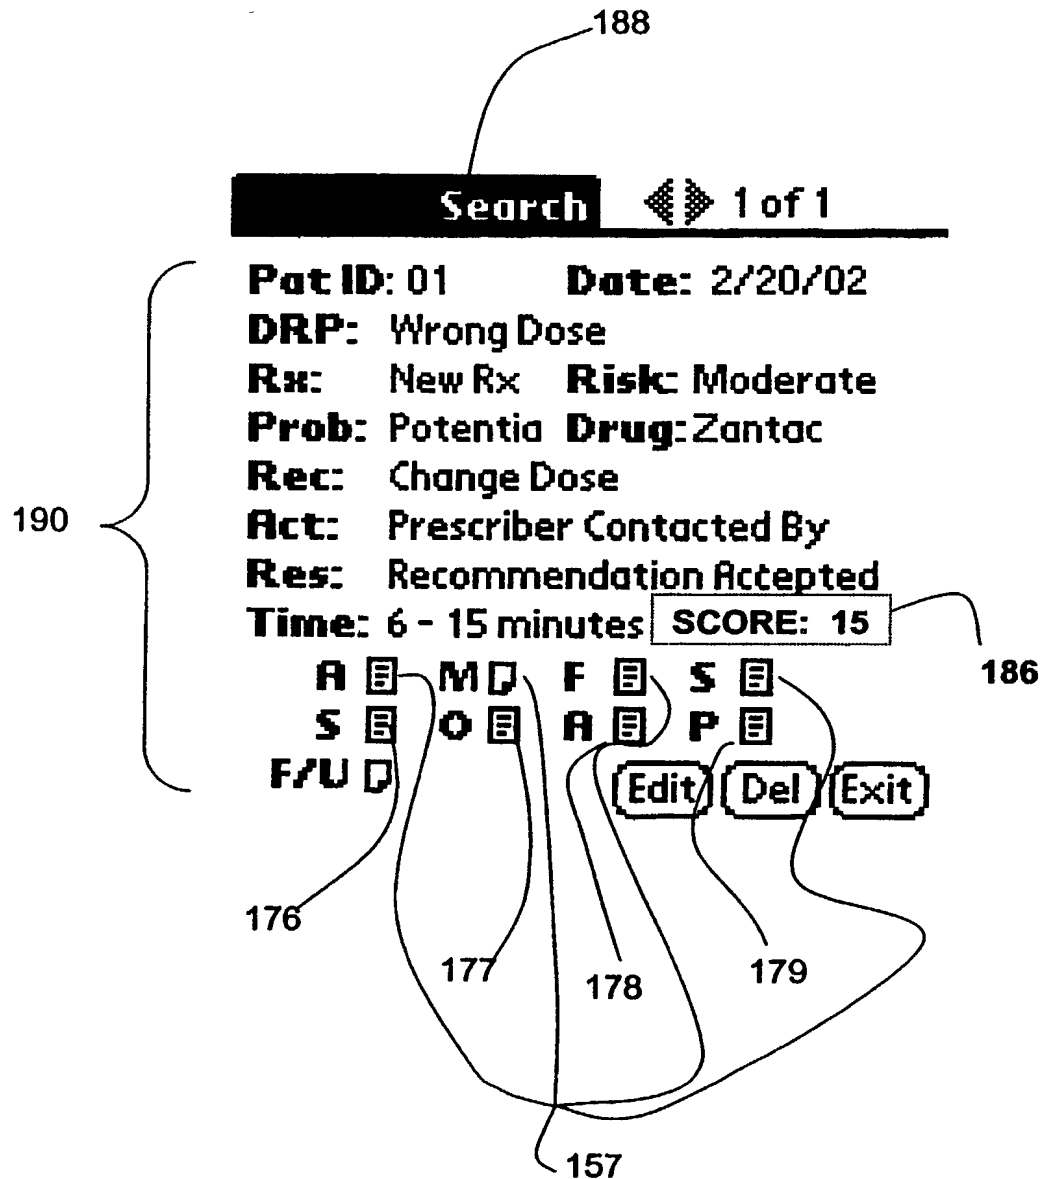 188
Search 1 of 1
Pat ID: 01 Date: 2/20/02
DRP: Wrong Dose
Rx: New Rx Risk: Moderate
Prob: Potentia Drug: Zantac
Rec: Change Dose
190
Act: Prescriber Contacted By
Res: Recommendation Accepted
Time: 6 - 15 minutes SCORE: 15
186
A M F S
S O A P
F/U Edit Del Exit
176
177 178 179
157